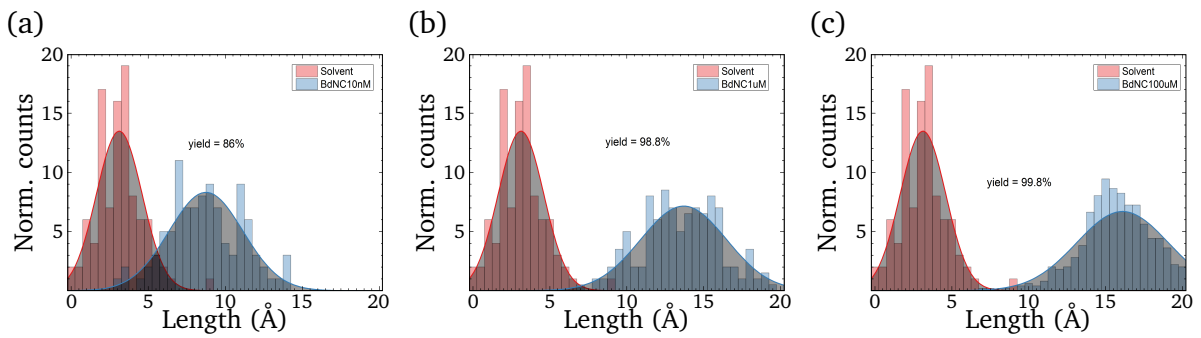 (a)
(b)
(c)
20
15
10
5
Norm. counts
Solvent
BdNC10nM
yield = 86%
0
5
10
15
20
Length (Å)
20
15
10
5
Norm. counts
Solvent
BdNC1uM
yield = 98.8%
0
5
10
15
20
Length (Å)
20
15
10
5
Norm. counts
Solvent
BdNC100uM
yield = 99.8%
0
5
10
15
20
Length (Å)